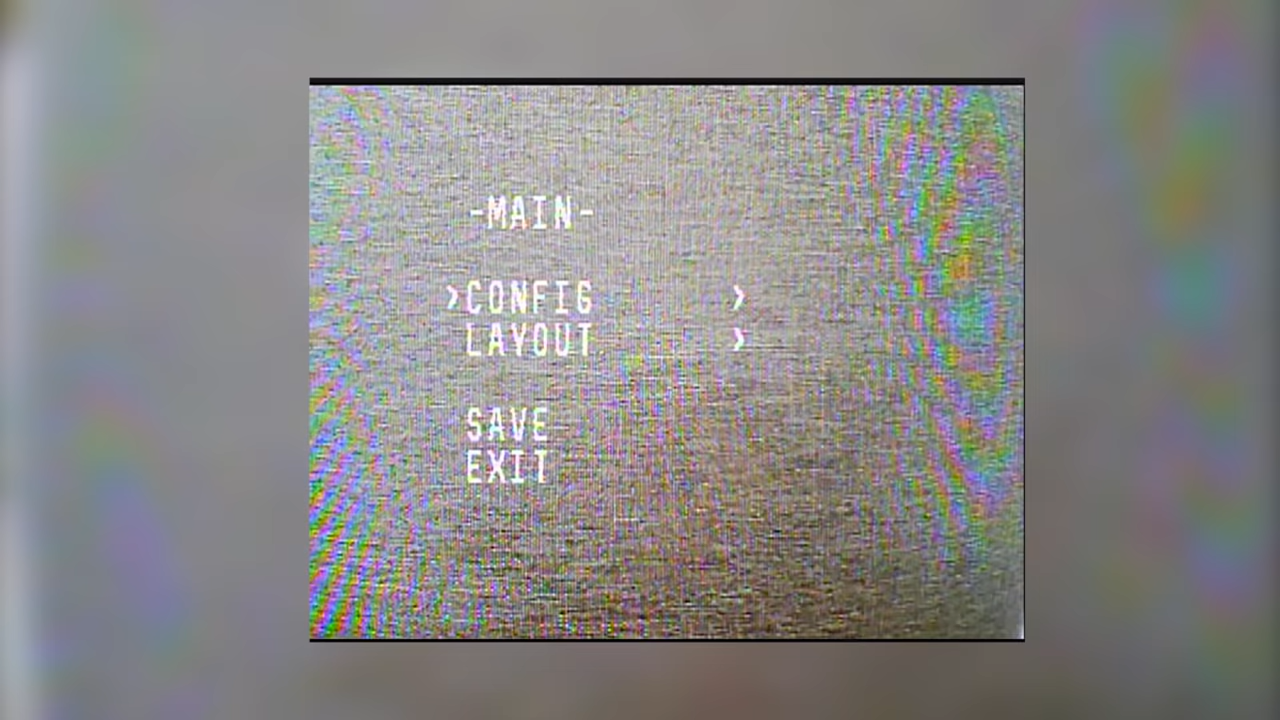 -MAIN-
>CONFIG >
LAYOUT >
SAVE
EXIT